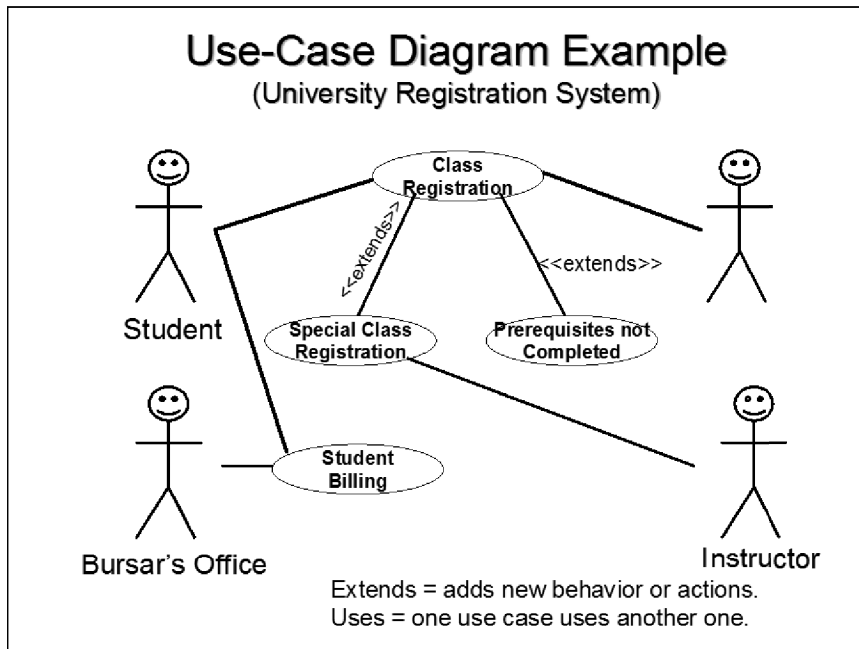 Use-Case Diagram Example
(University Registration System)
Class
Registration
<<extends>>
<<extends>>
Student
Special Class
Registration
Prerequisites not
Completed
Student
Billing
Bursar's Office
Instructor
Extends = adds new behavior or actions.
Uses = one use case uses another one.